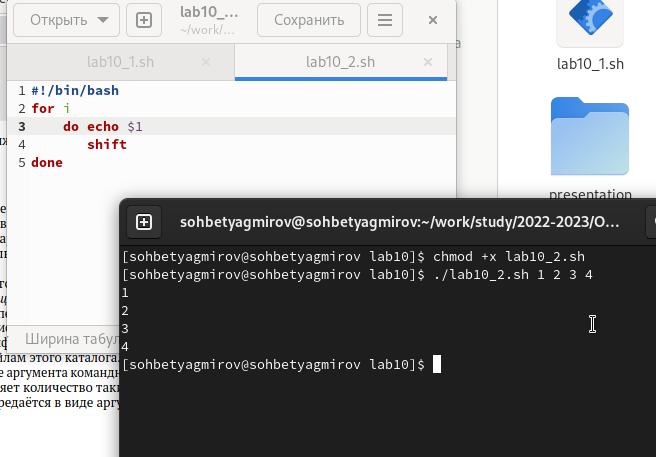 Открыть
lab10_...
~/work/...
Сохранить
lab10_1.sh
lab10_2.sh
1 #!/bin/bash
2 for i
3     do echo $1
4        shift
5 done
lab10_1.sh
presentation
sohbetyagmirov@sohbetyagmirov:~/work/study/2022-2023/O...
[sohbetyagmirov@sohbetyagmirov lab10]$ chmod +x lab10_2.sh
[sohbetyagmirov@sohbetyagmirov lab10]$ ./lab10_2.sh 1 2 3 4
1
2
3
4
[sohbetyagmirov@sohbetyagmirov lab10]$
Ширина табул
йлам этого каталога.
е аргумента команд
яет количество таки
редаётся в виде аргу